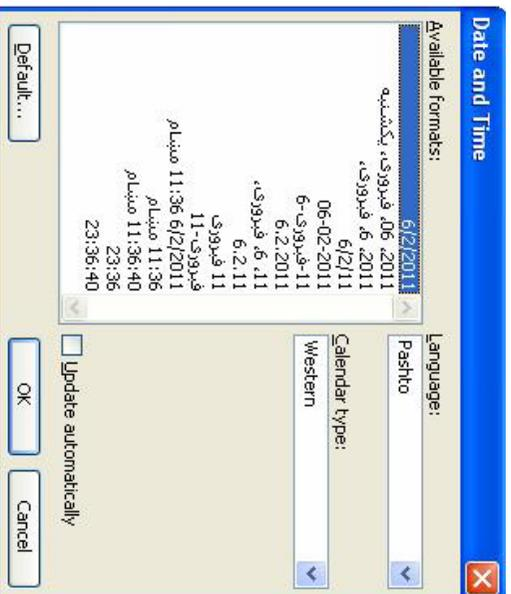 Date and Time
Available formats:
6/2/2011
2011, 06, فبروري, یکشنبه
2011, 6, فبروري,
6/2/11
06-02-2011
6-فبروري-11
6.2.2011
11, 6, فبروري,
6.2.11
11 فبروري
11-فبروري
6/2/2011 11:36 مښام
11:36 مښام
11:36:40 مښام
23:36
23:36:40
Language:
Pashto
Calendar type:
Western
Update automatically
Default...
OK
Cancel